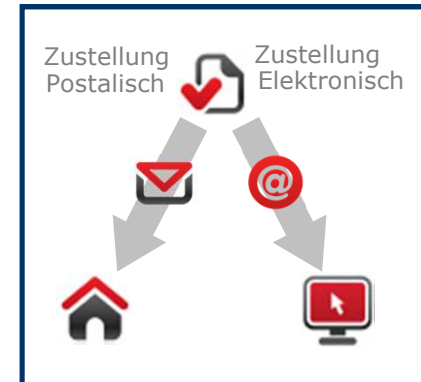 Zustellung
Postalisch
Zustellung
Elektronisch
@